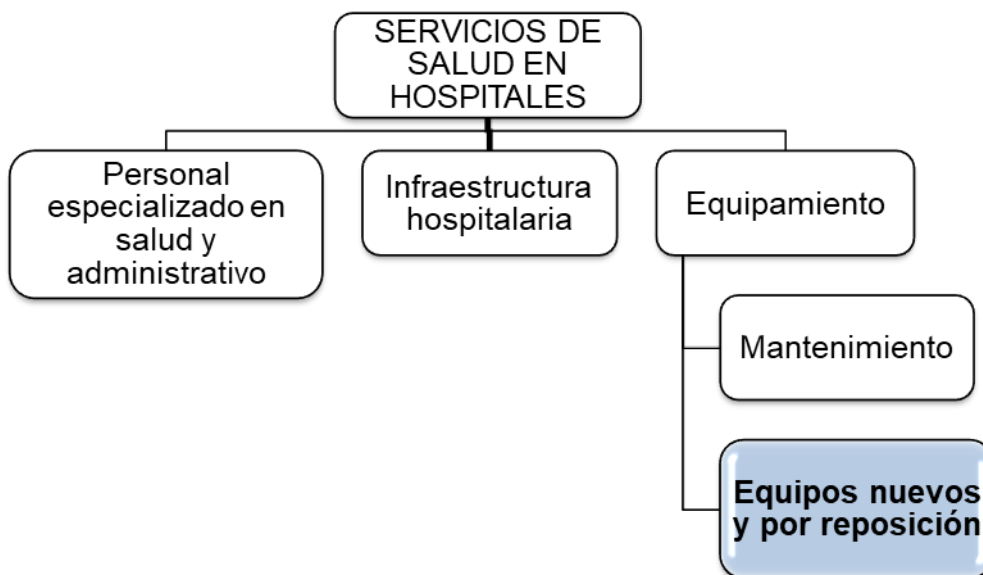 SERVICIOS DE
SALUD EN
HOSPITALES
Personal
especializado en
salud y
administrativo
Infraestructura
hospitalaria
Equipamiento
Mantenimiento
Equipos nuevos
y por reposición